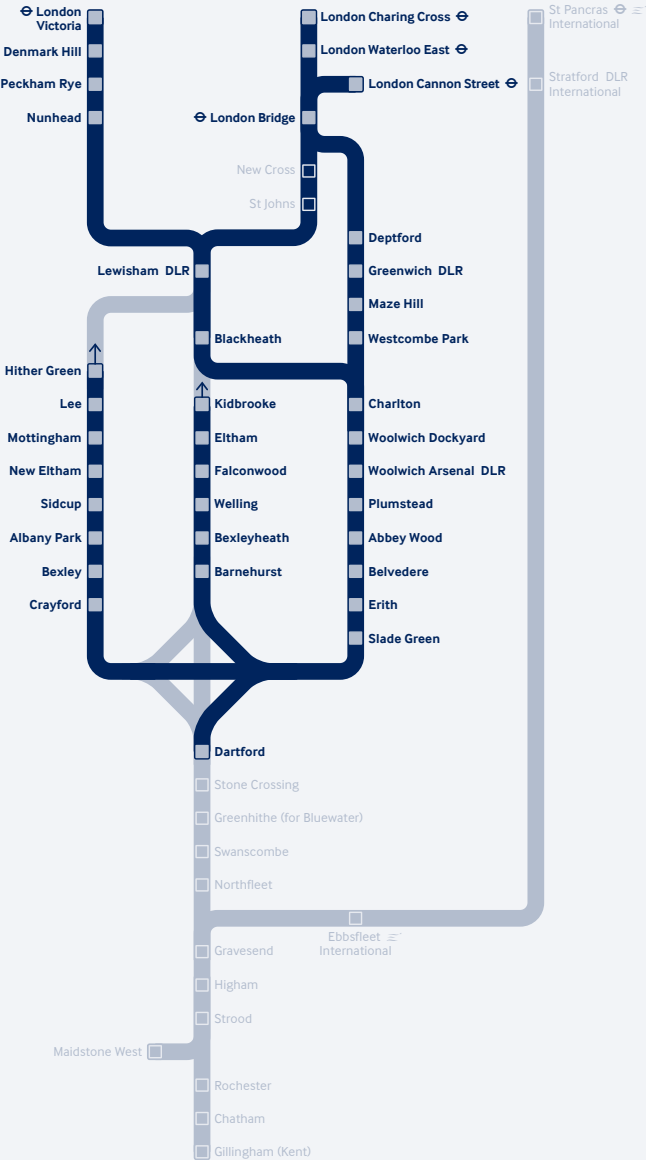 London
Victoria
Denmark Hill
Peckham Rye
Nunhead
London Charing Cross
London Waterloo East
London Cannon Street
London Bridge
New Cross
St Johns
St Pancras
International
Stratford DLR
International
Deptford
Greenwich DLR
Maze Hill
Westcombe Park
Lewisham DLR
Blackheath
Hither Green
Lee
Mottingham
New Eltham
Sidcup
Albany Park
Bexley
Crayford
Kidbrooke
Eltham
Falconwood
Welling
Bexleyheath
Barnehurst
Charlton
Woolwich Dockyard
Woolwich Arsenal DLR
Plumstead
Abbey Wood
Belvedere
Erith
Slade Green
Dartford
Stone Crossing
Greenhithe (for Bluewater)
Swanscombe
Northfleet
Ebbsfleet
International
Gravesend
Higham
Strood
Maidstone West
Rochester
Chatham
Gillingham (Kent)